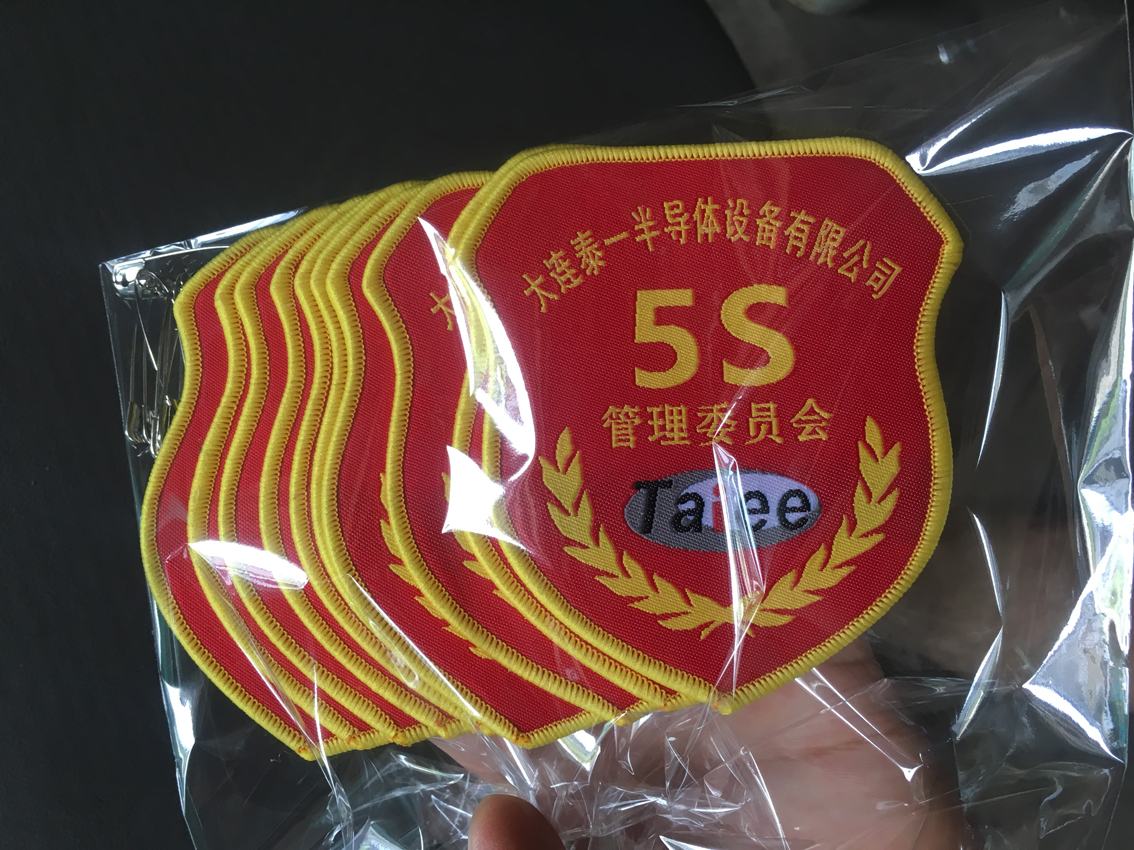 大连泰一半导体设备有限公司
5S
管理委员会
Taiee
大